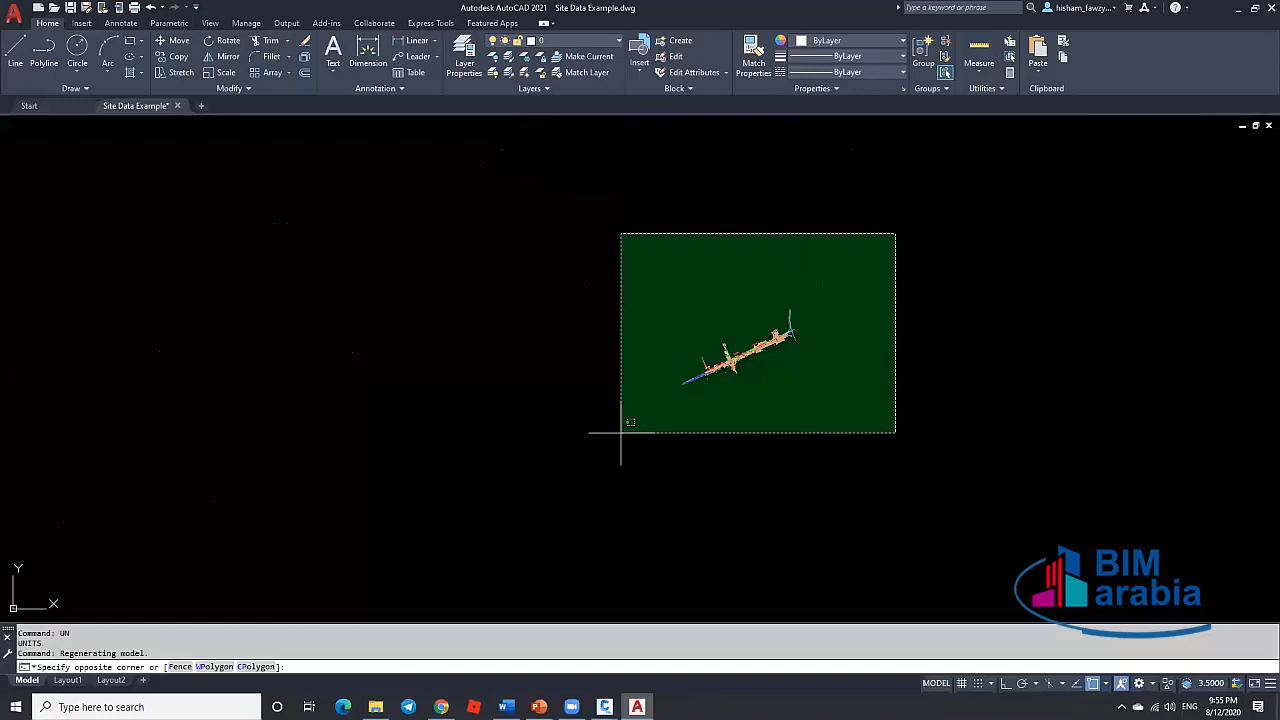 Autodesk AutoCAD 2021 Site Data Example.dwg
Type a keyword or phrase
hisham_fawzy...
Home Insert Annotate Parametric View Manage Output Add-ins Collaborate Express Tools Featured Apps
Line Polyline Circle Arc
Move Rotate Trim
Copy Mirror Fillet
Stretch Scale Array
Text Dimension
Linear
Leader
Table
Layer Properties
0
Make Current
Match Layer
Insert
Create
Edit
Edit Attributes
Match Properties
ByLayer
ByLayer
ByLayer
Group
Measure
Paste
Draw Modify Annotation Layers Block Properties Groups Utilities Clipboard
Start Site Data Example*
Y
X
BIM
arabia
Command: UN
UNITS
Command: Regenerating model.
Specify opposite corner or [Fence WPolygon CPolygon]:
Model Layout1 Layout2
MODEL
3.5000
Type here to search
ENG
9:55 PM
8/12/2020